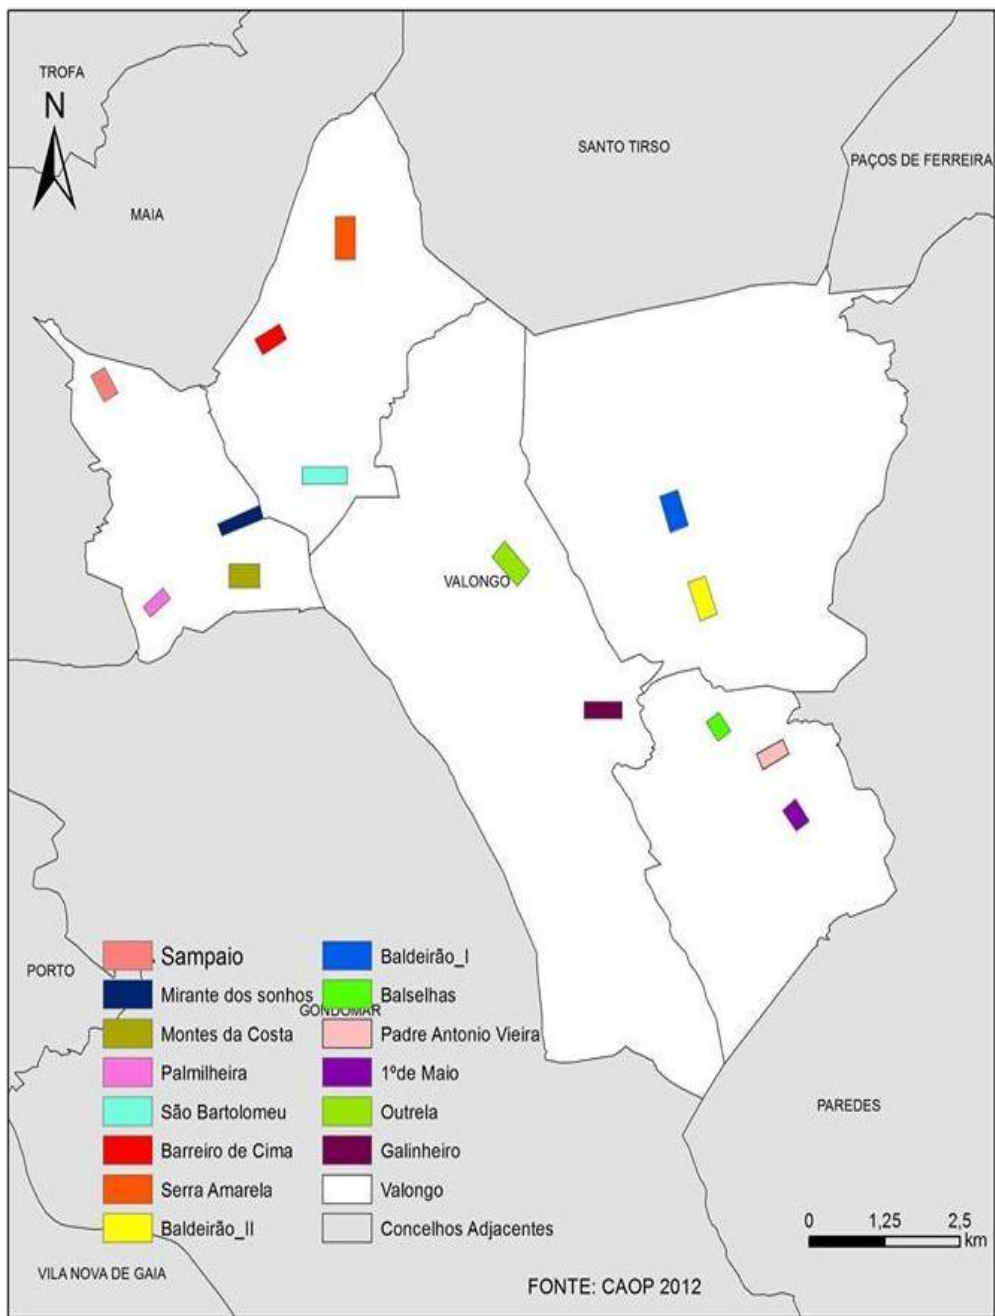 TROFA
N
SANTO TIRSO
PAÇOS DE FERREIRA
MAIA
VALONGO
PORTO
GONDOMAR
PAREDES
VILA NOVA DE GAIA
Sampaio
Mirante dos sonhos
Montes da Costa
Palmilheira
São Bartolomeu
Barreiro de Cima
Serra Amarela
Baldeirão_II
Baldeirão_I
Balselhas
Padre Antonio Vieira
1ºde Maio
Outrela
Galinheiro
Valongo
Concelhos Adjacentes
0 1,25 2,5
km
FONTE: CAOP 2012